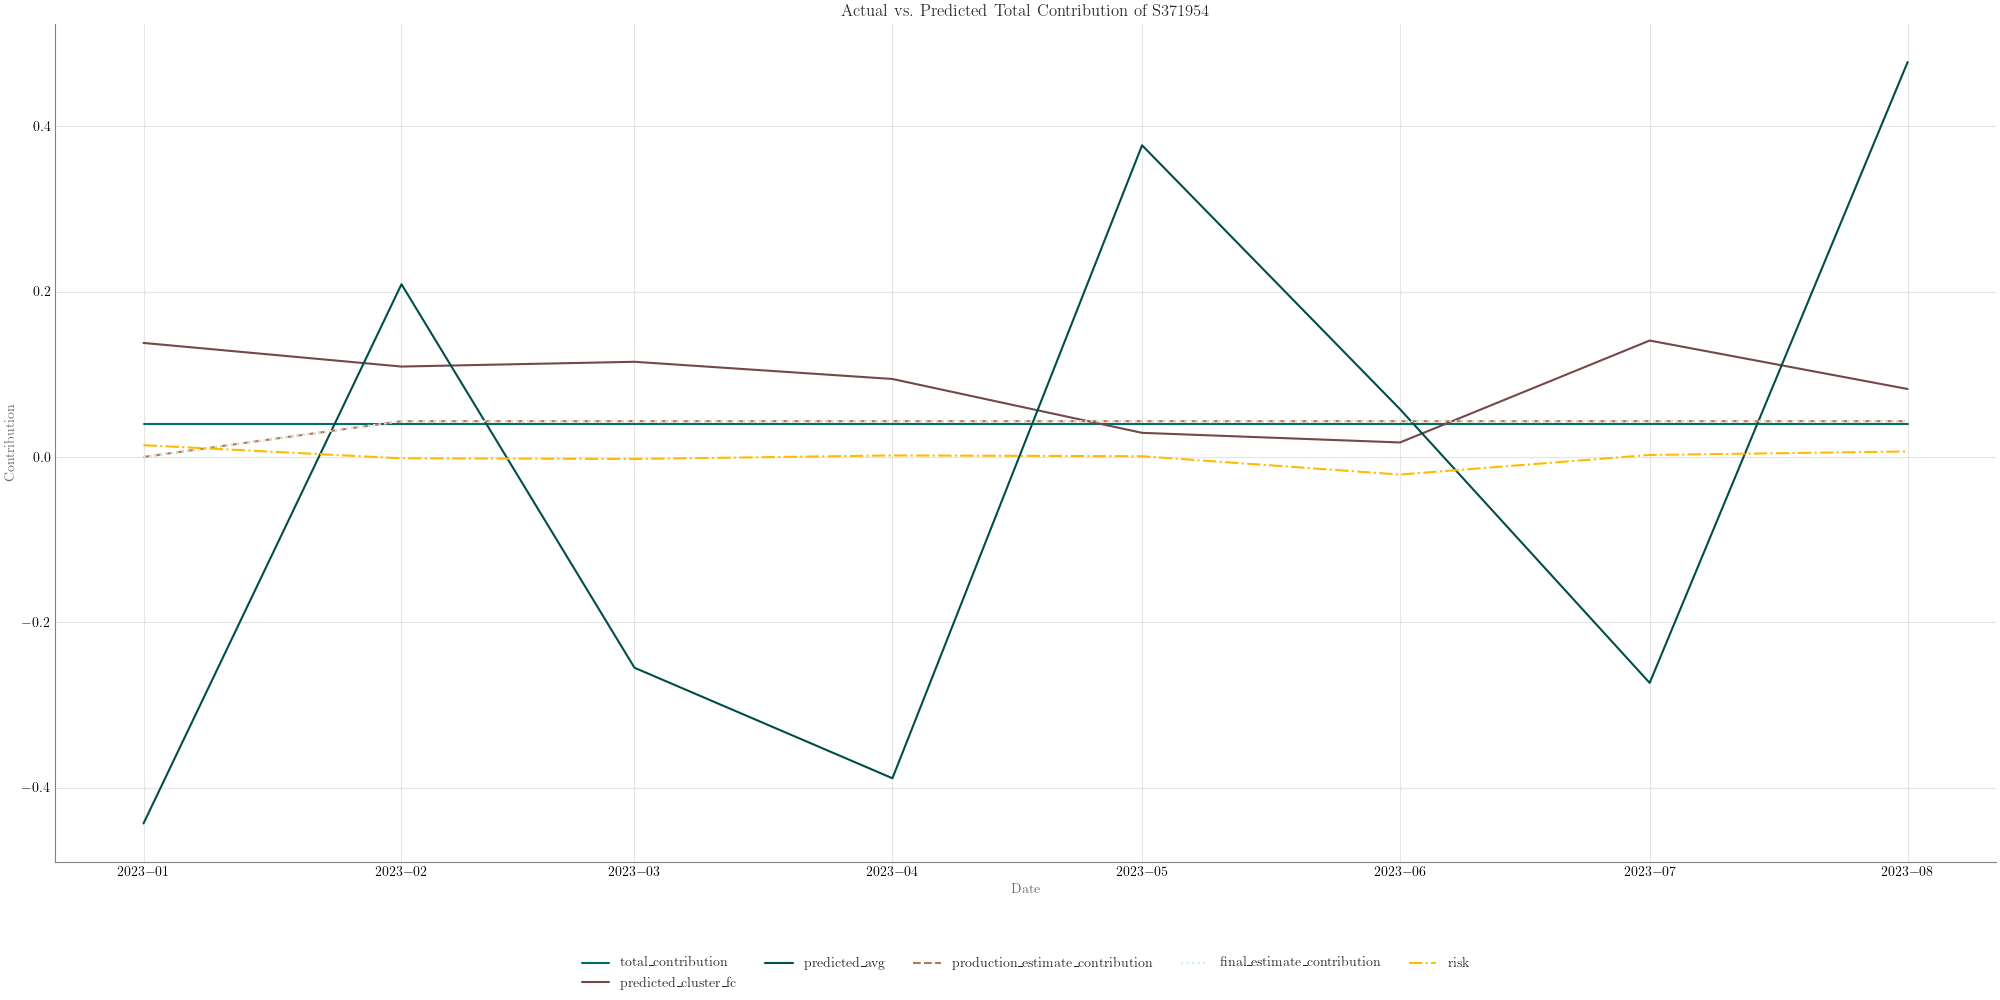 Actual vs. Predicted Total Contribution of S371954
Contribution
0.4
0.2
0.0
−0.2
−0.4
2023−01 2023−02 2023−03 2023−04 2023−05 2023−06 2023−07 2023−08
Date
total_contribution predicted_avg production_estimate_contribution final_estimate_contribution risk
predicted_cluster_fc